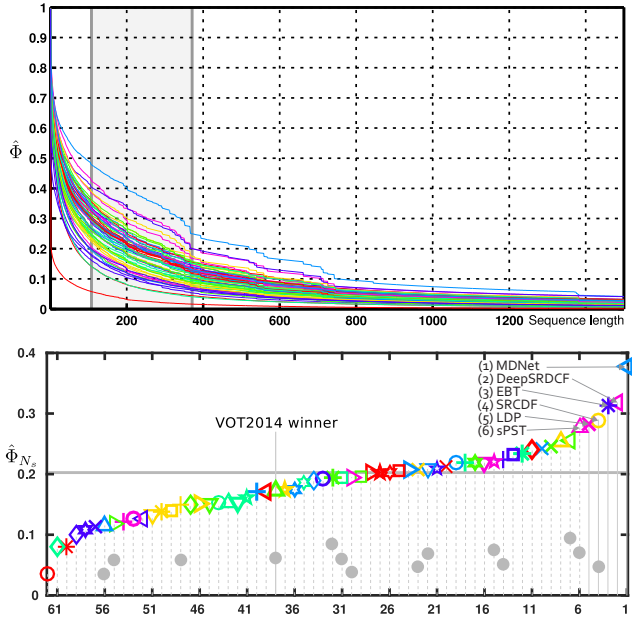 1
0.9
0.8
0.7
0.6
0.5
Φ̂
0.4
0.3
0.2
0.1
0
200 400 600 800 1000 1200 Sequence length
0.4
(1) MDNet
(2) DeepSRDCF
(3) EBT
(4) SRCDF
(5) LDP
(6) sPST
0.3
VOT2014 winner
Φ̂Ns
0.2
0.1
0
61 56 51 46 41 36 31 26 21 16 11 6 1